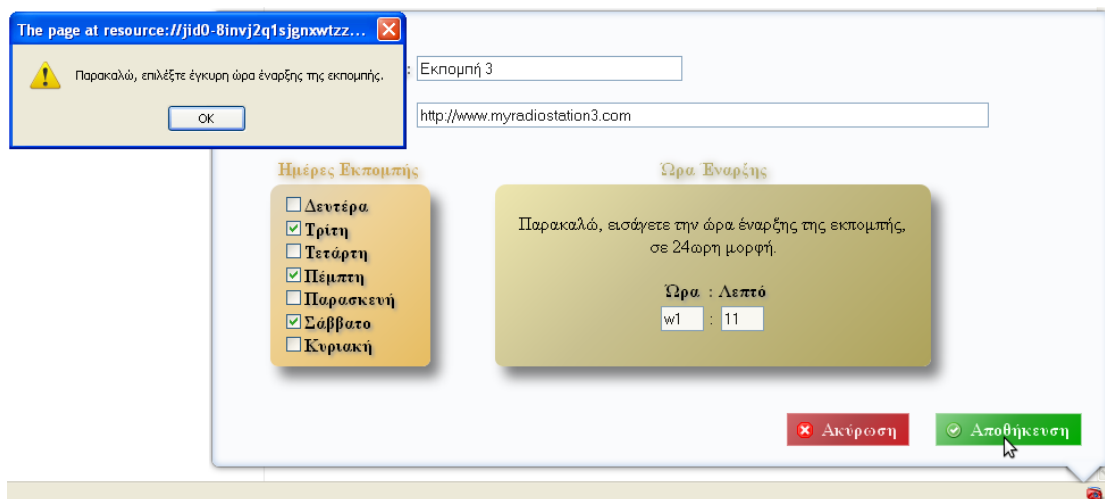 The page at resource://jid0-8invj2q1sjgnxwtzz...
Παρακαλώ, επιλέξτε έγκυρη ώρα έναρξης της εκπομπής.
OK
: Εκπομπή 3
http://www.myradiostation3.com
Ημέρες Εκπομπής
Δευτέρα
Τρίτη
Τετάρτη
Πέμπτη
Παρασκευή
Σάββατο
Κυριακή
Ώρα Έναρξης
Παρακαλώ, εισάγετε την ώρα έναρξης της εκπομπής,
σε 24ωρη μορφή.
Ώρα : Λεπτό
w1 : 11
Ακύρωση
Αποθήκευση